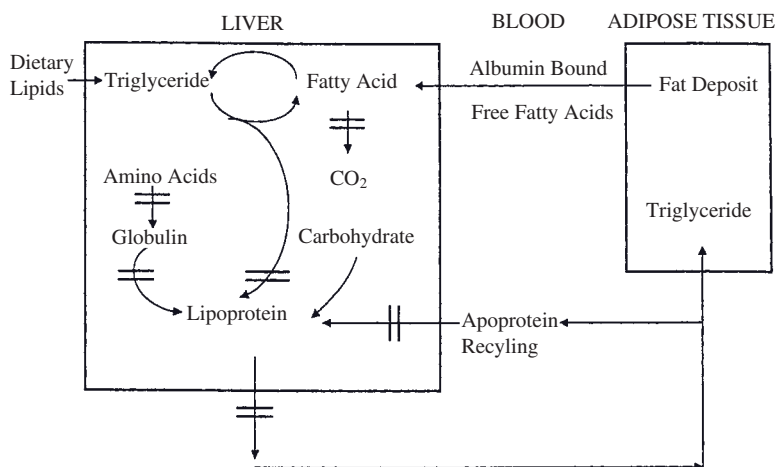 LIVER
BLOOD
ADIPOSE TISSUE
Dietary
Lipids
Triglyceride
Fatty Acid
Albumin Bound
Free Fatty Acids
Fat Deposit
CO₂
Amino Acids
Globulin
Carbohydrate
Triglyceride
Lipoprotein
Apoprotein
Recyling